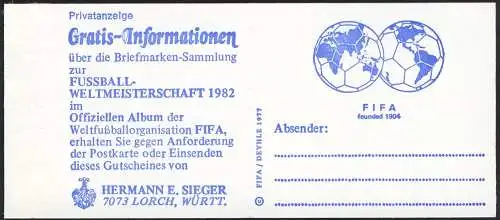 Privatanzeige
Gratis-Informationen
über die Briefmarken-Sammlung
zur
FUSSBALL-
WELTMEISTERSCHAFT 1982
im
Offiziellen Album der
Weltfußballorganisation FIFA,
erhalten Sie gegen Anforderung
der Postkarte oder Einsenden
dieses Gutscheines von
HERMANN E. SIEGER
7073 LORCH, WÜRTT.
FIFA / DEYHLE 1977
FIFA
founded 1904
Absender: